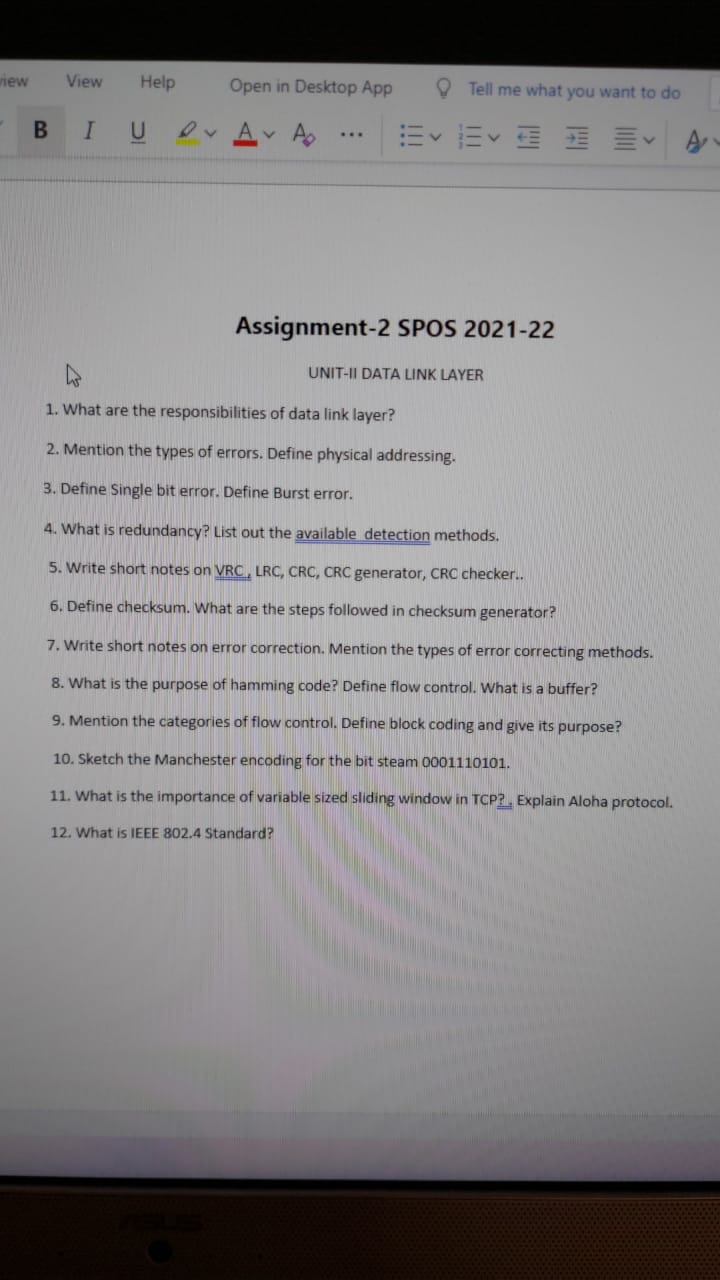 view View Help Open in Desktop App Tell me what you want to do
B I U A A ... A
Assignment-2 SPOS 2021-22
UNIT-II DATA LINK LAYER
1. What are the responsibilities of data link layer?
2. Mention the types of errors. Define physical addressing.
3. Define Single bit error. Define Burst error.
4. What is redundancy? List out the available detection methods.
5. Write short notes on VRC , LRC, CRC, CRC generator, CRC checker..
6. Define checksum. What are the steps followed in checksum generator?
7. Write short notes on error correction. Mention the types of error correcting methods.
8. What is the purpose of hamming code? Define flow control. What is a buffer?
9. Mention the categories of flow control. Define block coding and give its purpose?
10. Sketch the Manchester encoding for the bit steam 0001110101.
11. What is the importance of variable sized sliding window in TCP? . Explain Aloha protocol.
12. What is IEEE 802.4 Standard?
ASUS